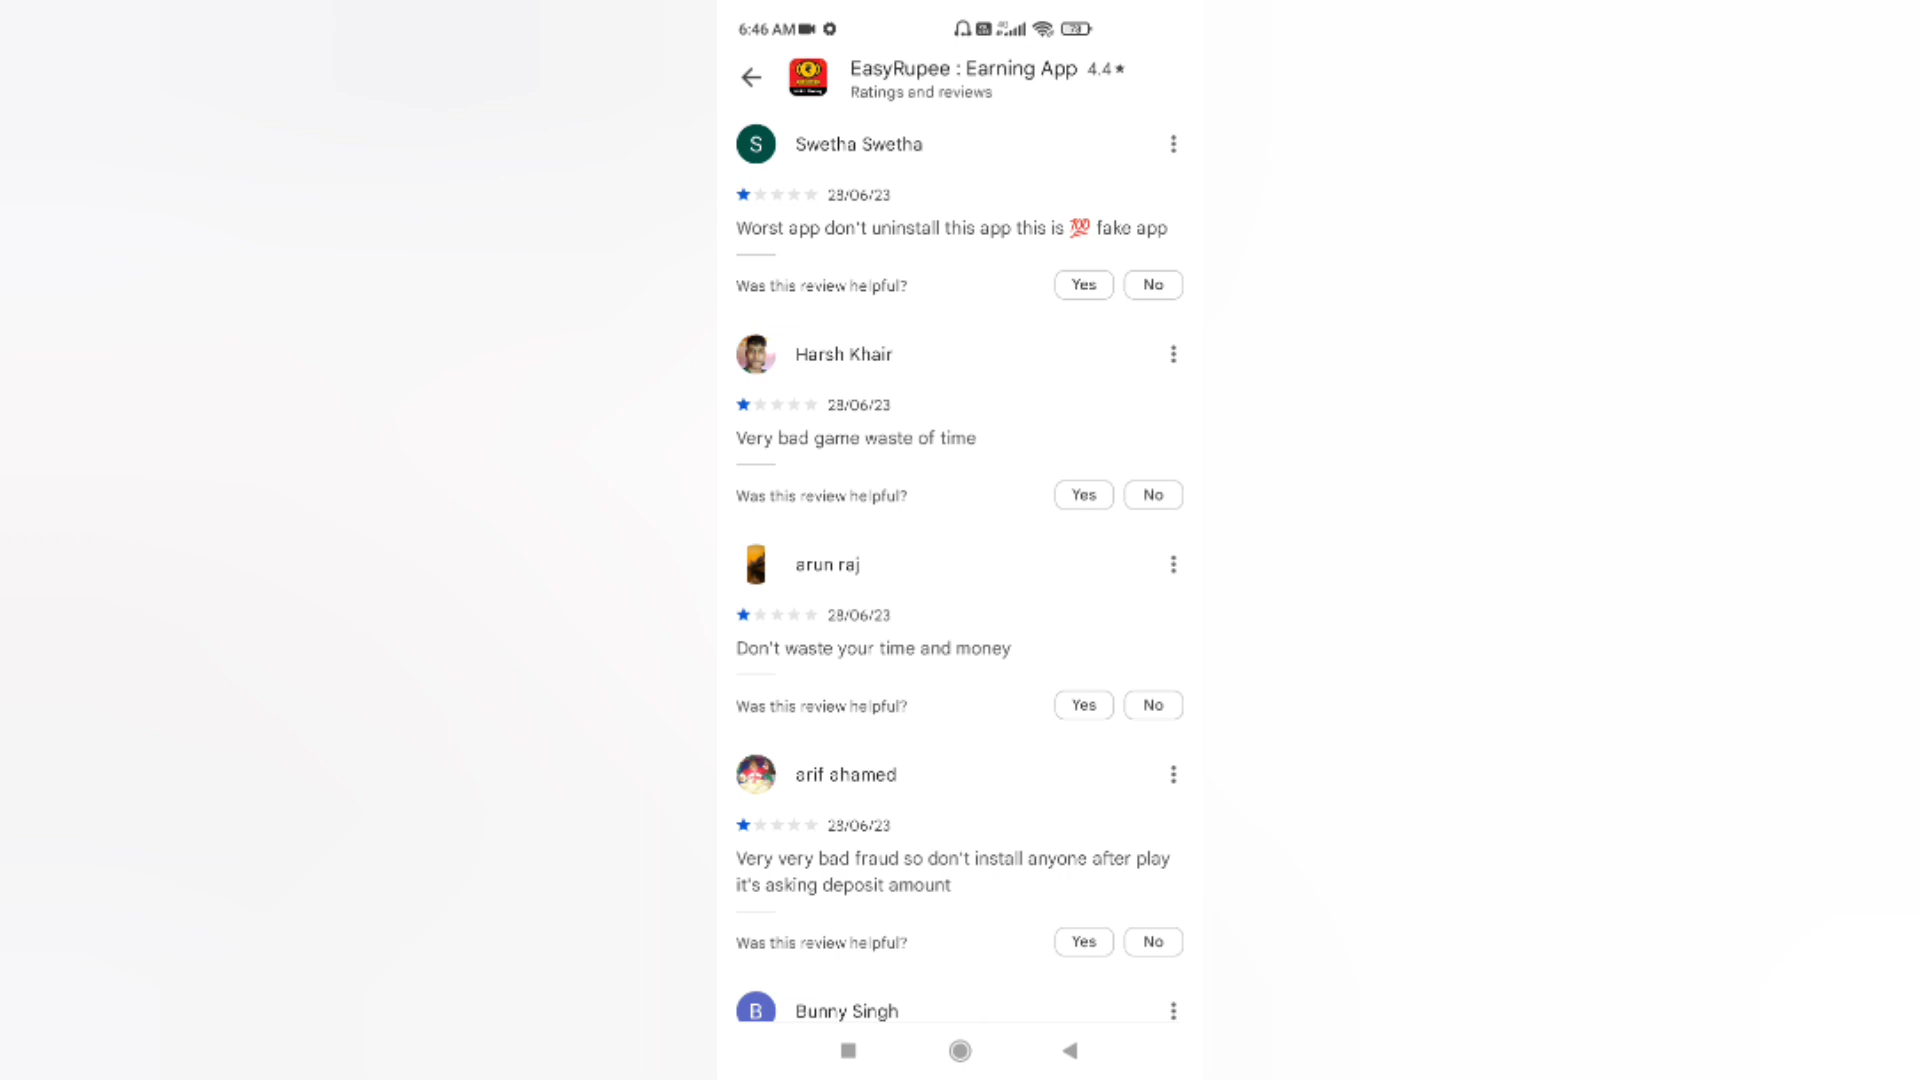 6:46 AM
EasyRupee : Earning App 4.4★
Ratings and reviews
S Swetha Swetha
28/06/23
Worst app don't uninstall this app this is 💯 fake app
Was this review helpful? Yes No
Harsh Khair
28/06/23
Very bad game waste of time
Was this review helpful? Yes No
arun raj
28/06/23
Don't waste your time and money
Was this review helpful? Yes No
arif ahamed
28/06/23
Very very bad fraud so don't install anyone after play
it's asking deposit amount
Was this review helpful? Yes No
B Bunny Singh